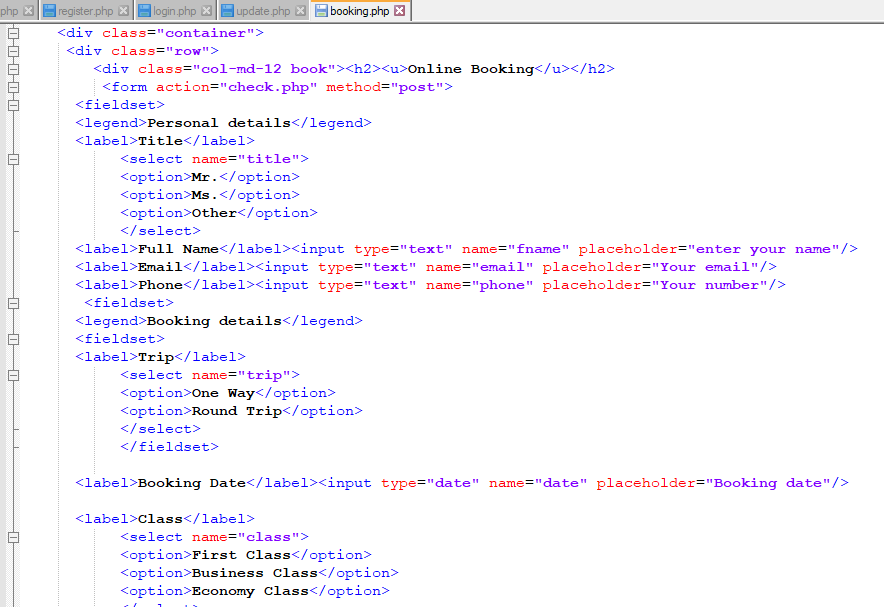 php register.php login.php update.php booking.php
<div class="container">
<div class="row">
<div class="col-md-12 book"><h2><u>Online Booking</u></h2>
<form action="check.php" method="post">
<fieldset>
<legend>Personal details</legend>
<label>Title</label>
<select name="title">
<option>Mr.</option>
<option>Ms.</option>
<option>Other</option>
</select>
<label>Full Name</label><input type="text" name="fname" placeholder="enter your name"/>
<label>Email</label><input type="text" name="email" placeholder="Your email"/>
<label>Phone</label><input type="text" name="phone" placeholder="Your number"/>
<fieldset>
<legend>Booking details</legend>
<fieldset>
<label>Trip</label>
<select name="trip">
<option>One Way</option>
<option>Round Trip</option>
</select>
</fieldset>
<label>Booking Date</label><input type="date" name="date" placeholder="Booking date"/>
<label>Class</label>
<select name="class">
<option>First Class</option>
<option>Business Class</option>
<option>Economy Class</option>